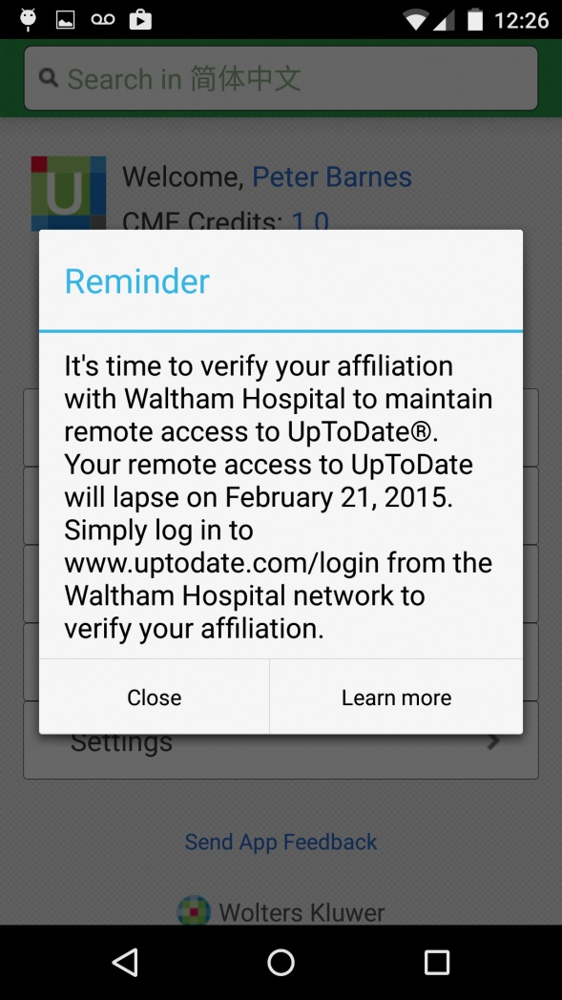 12:26
Search in 简体中文
U
Welcome, Peter Barnes
CME Credits: 1.0
Reminder
It's time to verify your affiliation
with Waltham Hospital to maintain
remote access to UpToDate®.
Your remote access to UpToDate
will lapse on February 21, 2015.
Simply log in to
www.uptodate.com/login from the
Waltham Hospital network to
verify your affiliation.
Close
Learn more
Settings
Send App Feedback
Wolters Kluwer